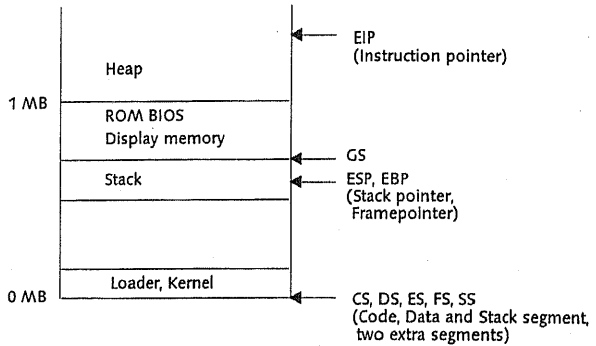 EIP
(Instruction pointer)
Heap
1 MB
ROM BIOS
Display memory
GS
Stack
ESP, EBP
(Stack pointer,
Framepointer)
Loader, Kernel
0 MB
CS, DS, ES, FS, SS
(Code, Data and Stack segment,
two extra segments)